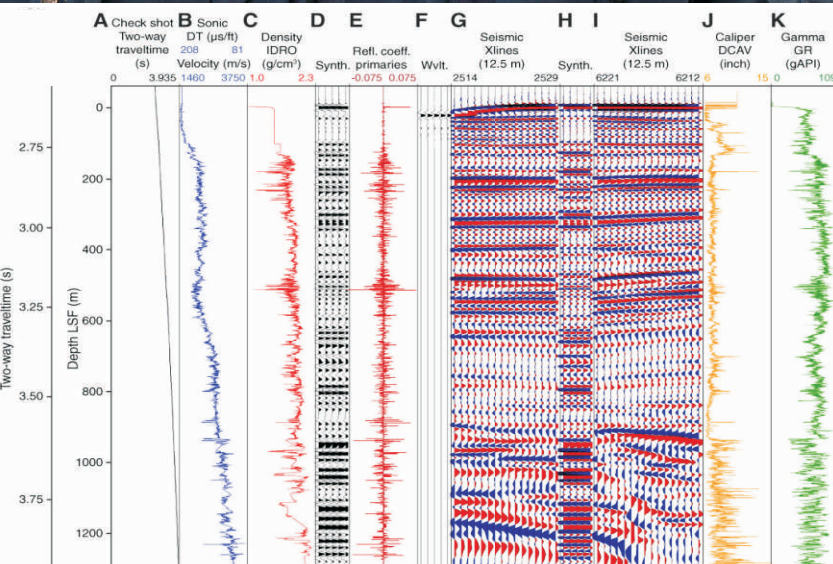 A B C D E F G H I J K
Check shot
Two-way
traveltime
(s)
0 3.935
Sonic
DT (µs/ft)
208 81
Velocity (m/s)
1460 3750
Density
IDRO
(g/cm³)
1.0 2.3
Synth.
Refl. coeff.
primaries
-0.075 0.075
Wvlt.
Seismic
Xlines
(12.5 m)
2514 2529
Synth.
Seismic
Xlines
(12.5 m)
6221 6212
Caliper
DCAV
(inch)
6 15
Gamma
GR
(gAPI)
0 109
Two-way traveltime (s)
2.75
3.00
3.25
3.50
3.75
Depth LSF (m)
0
200
400
600
800
1000
1200